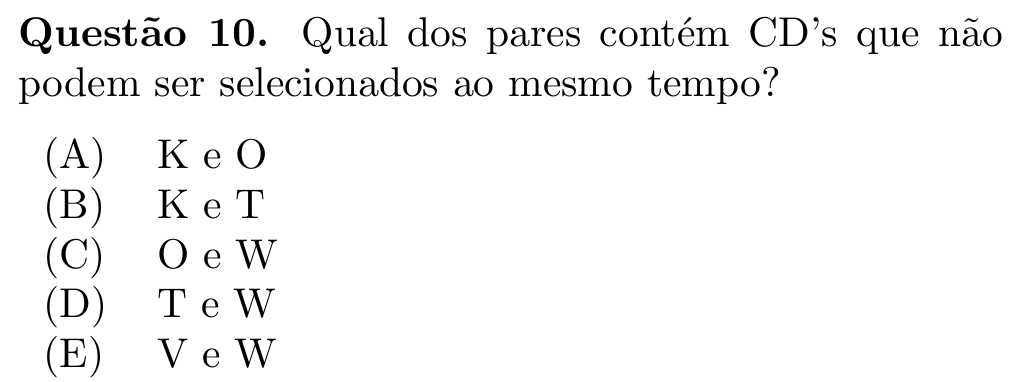 Questão 10. Qual dos pares contém CD's que não
podem ser selecionados ao mesmo tempo?
(A) K e O
(B) K e T
(C) O e W
(D) T e W
(E) V e W